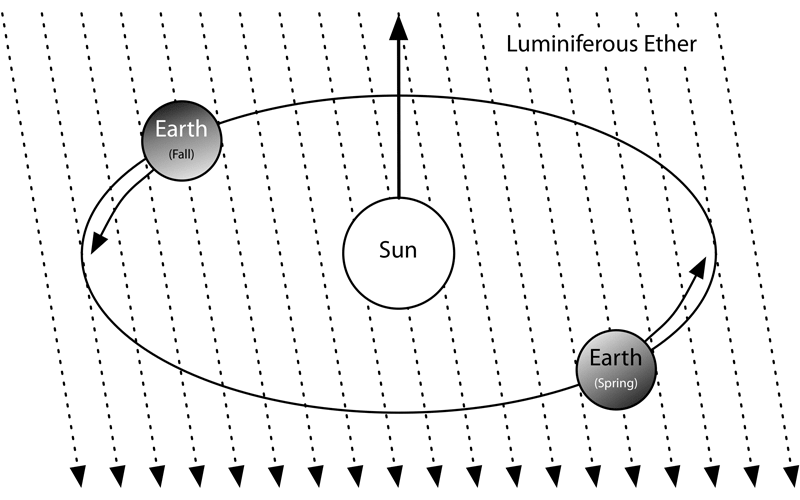 Luminiferous Ether
Earth
(Fall)
Sun
Earth
(Spring)